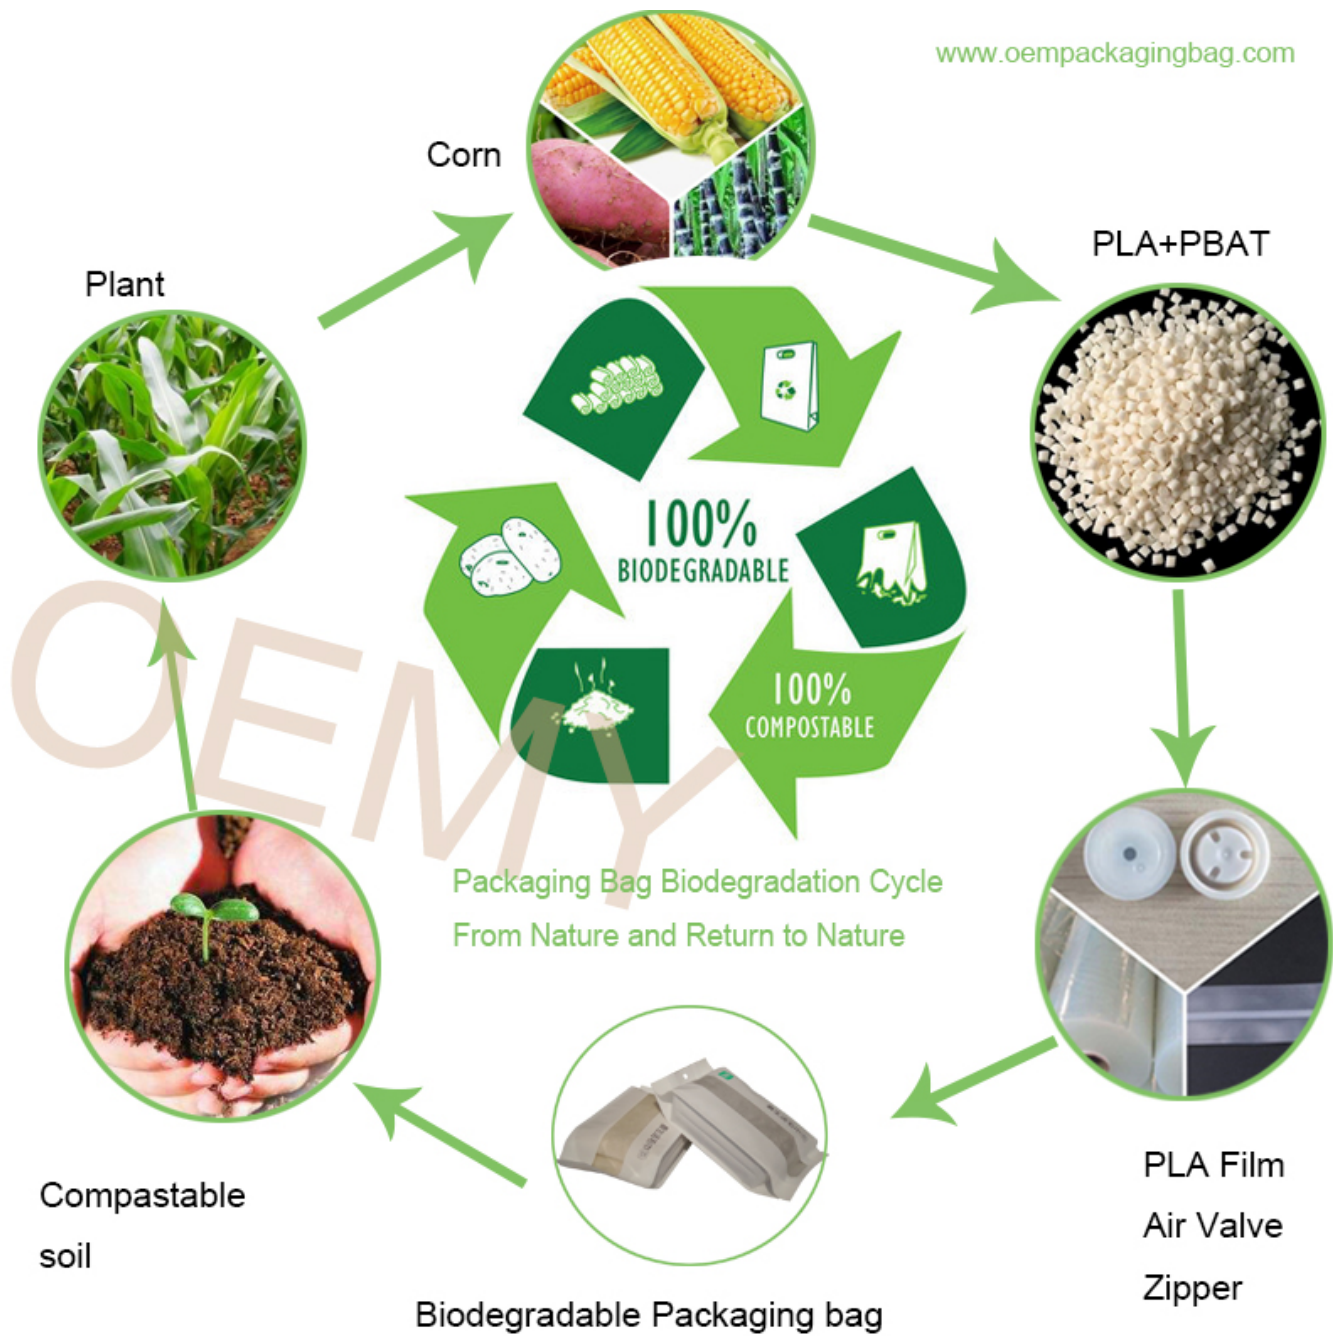 www.oempackagingbag.com
Corn
PLA+PBAT
Plant
100%
BIODEGRADABLE
100%
COMPOSTABLE
OEMY
Packaging Bag Biodegradation Cycle
From Nature and Return to Nature
PLA Film
Air Valve
Zipper
Compastable
soil
Biodegradable Packaging bag